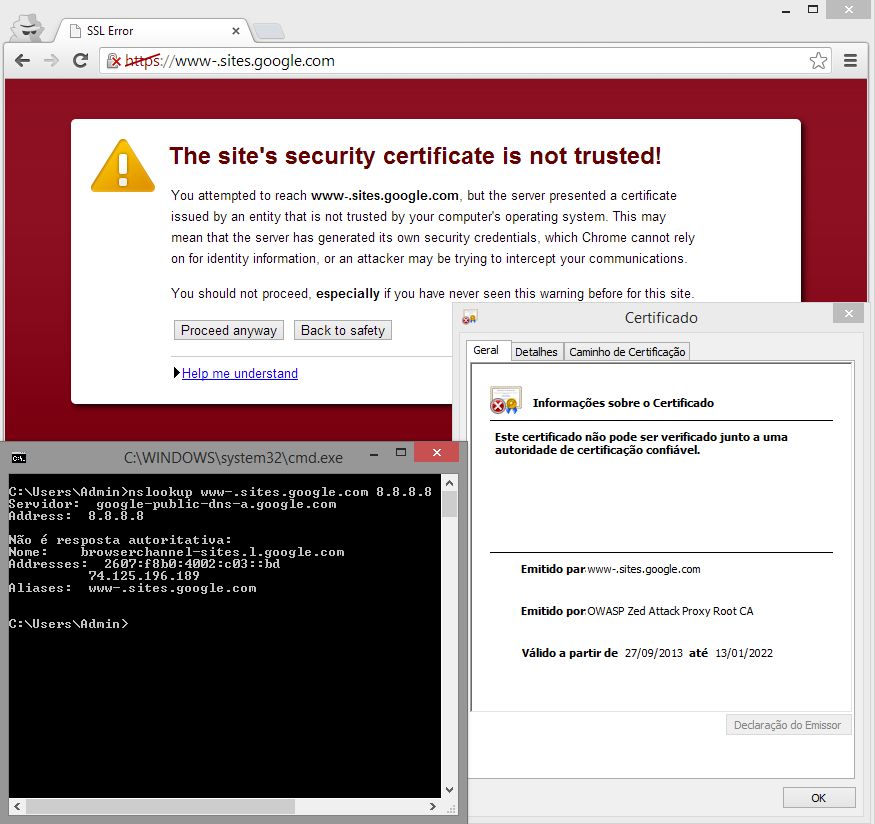 SSL Error
https://www-.sites.google.com
The site's security certificate is not trusted!
You attempted to reach www-.sites.google.com, but the server presented a certificate
issued by an entity that is not trusted by your computer's operating system. This may
mean that the server has generated its own security credentials, which Chrome cannot rely
on for identity information, or an attacker may be trying to intercept your communications.
You should not proceed, especially if you have never seen this warning before for this site.
Proceed anyway Back to safety
Help me understand
Certificado
Geral Detalhes Caminho de Certificação
Informações sobre o Certificado
Este certificado não pode ser verificado junto a uma
autoridade de certificação confiável.
Emitido par www-.sites.google.com
Emitido por OWASP Zed Attack Proxy Root CA
Válido a partir de 27/09/2013 até 13/01/2022
Declaração do Emissor
OK
C:\WINDOWS\system32\cmd.exe
C:\Users\Admin>nslookup www-.sites.google.com 8.8.8.8
Servidor: google-public-dns-a.google.com
Address: 8.8.8.8
Não é resposta autoritativa:
Nome: browserchannel-sites.l.google.com
Addresses: 2607:f8b0:4002:c03::bd
74.125.196.189
Aliases: www-.sites.google.com
C:\Users\Admin>